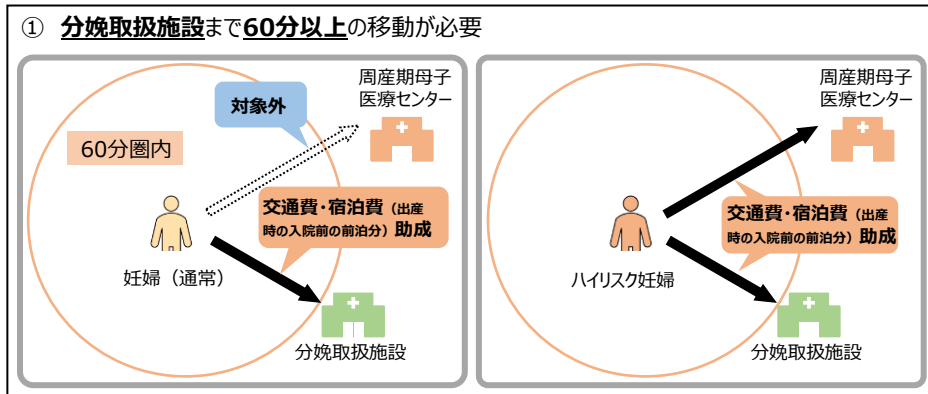 ① 分娩取扱施設まで60分以上の移動が必要
周産期母子
医療センター
対象外
60分圏内
交通費・宿泊費（出産
時の入院前の前泊分）助成
妊婦（通常）
分娩取扱施設
周産期母子
医療センター
交通費・宿泊費（出産
時の入院前の前泊分）助成
ハイリスク妊婦
分娩取扱施設